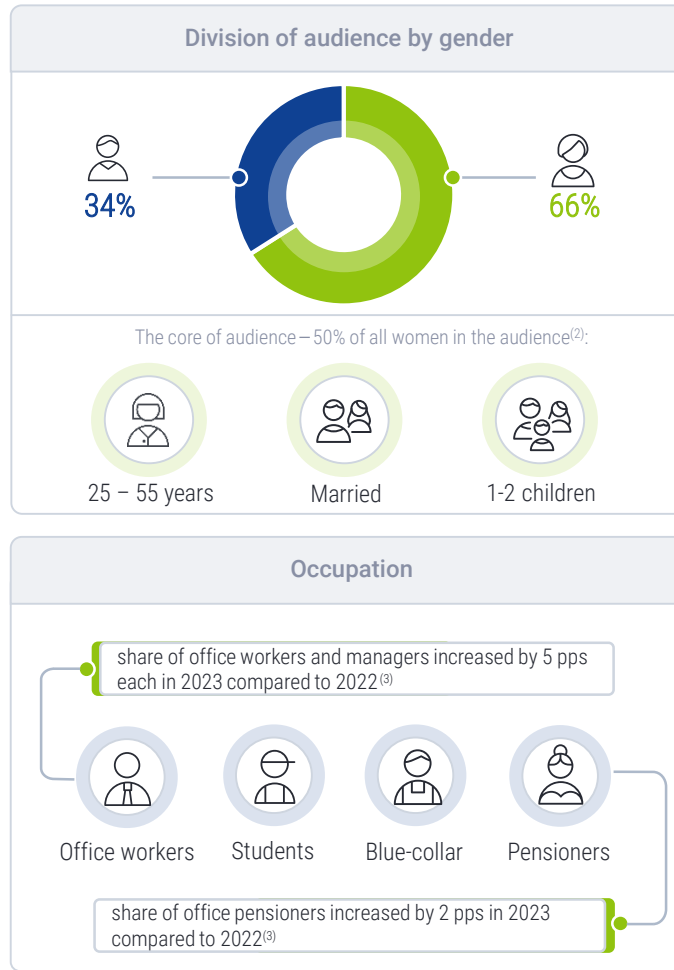 Division of audience by gender
34%
66%
The core of audience – 50% of all women in the audience(2):
25 – 55 years
Married
1-2 children
Occupation
share of office workers and managers increased by 5 pps
each in 2023 compared to 2022(3)
Office workers
Students
Blue-collar
Pensioners
share of office pensioners increased by 2 pps in 2023
compared to 2022(3)